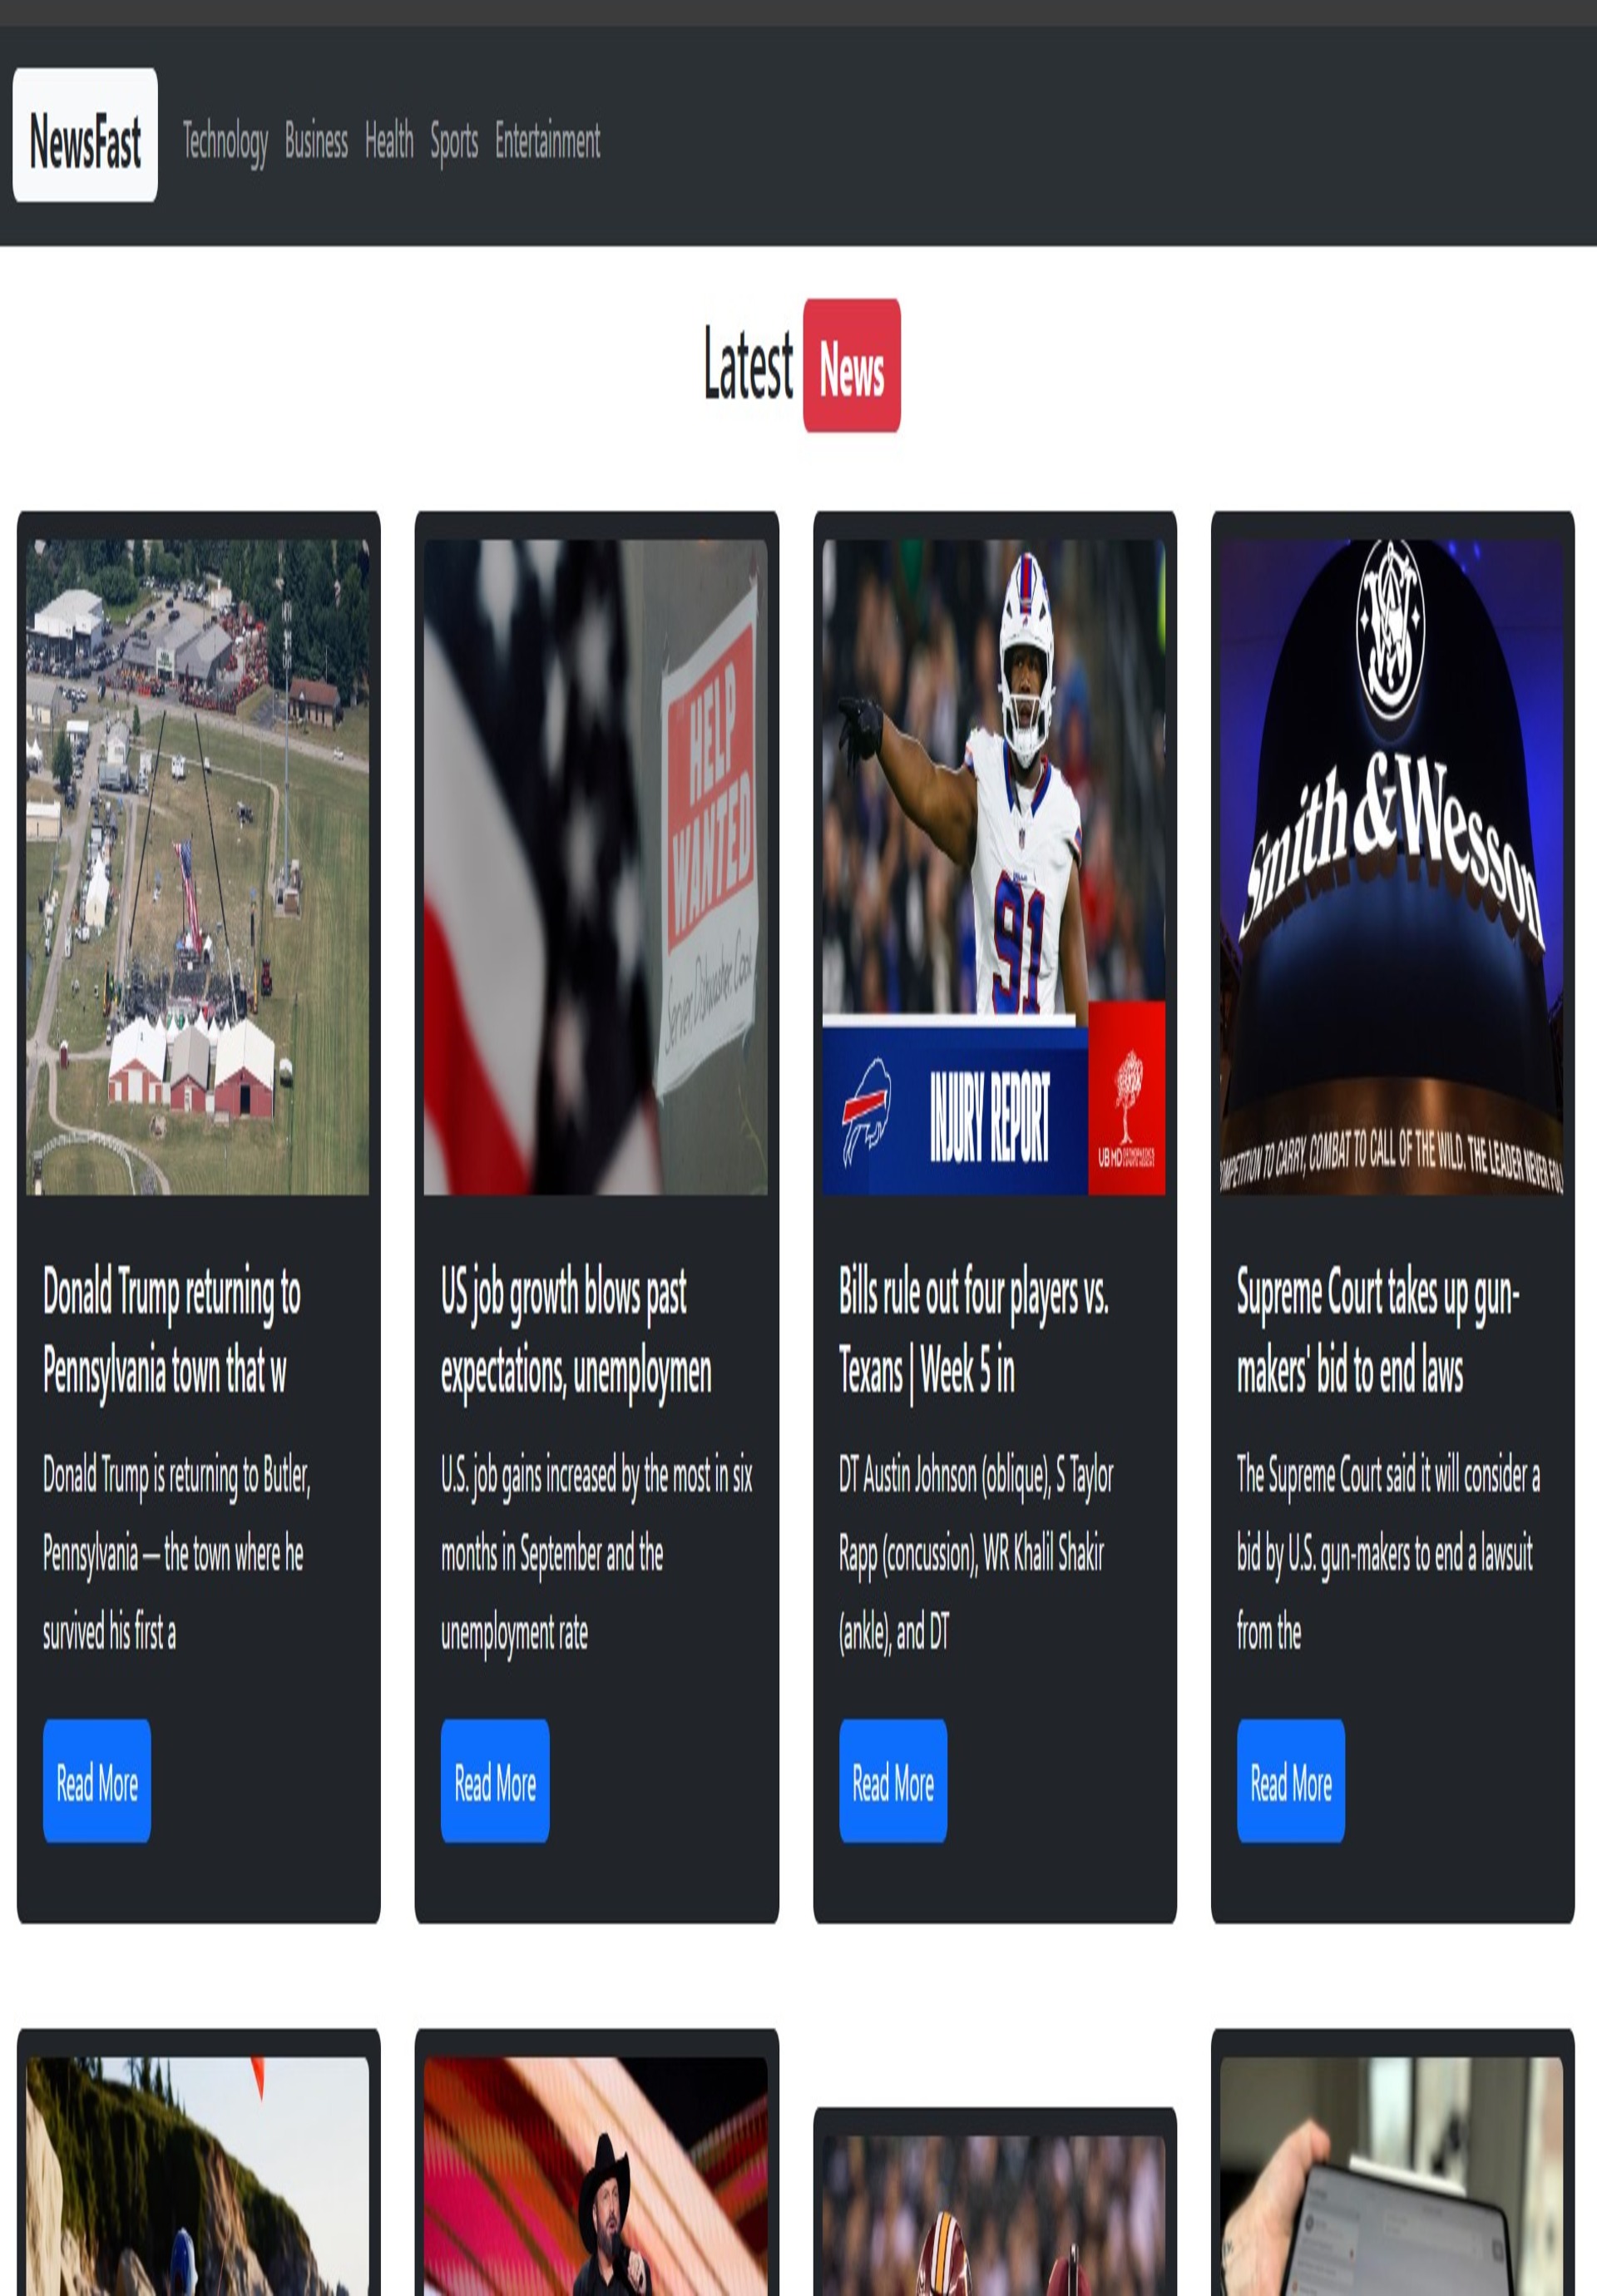 NewsFast
Technology Business Health Sports Entertainment
Latest News
HELP
WANTED
Server, Dishwasher, Cook
91
INJURY REPORT
UBMD
Smith & Wesson
TO CARRY, COMBAT TO CALL OF THE WILD. THE LEADER NEVER
Donald Trump returning to
Pennsylvania town that w
Donald Trump is returning to Butler,
Pennsylvania — the town where he
survived his first a
Read More
US job growth blows past
expectations, unemploymen
U.S. job gains increased by the most in six
months in September and the
unemployment rate
Read More
Bills rule out four players vs.
Texans | Week 5 in
DT Austin Johnson (oblique), S Taylor
Rapp (concussion), WR Khalil Shakir
(ankle), and DT
Read More
Supreme Court takes up gun-
makers' bid to end laws
The Supreme Court said it will consider a
bid by U.S. gun-makers to end a lawsuit
from the
Read More